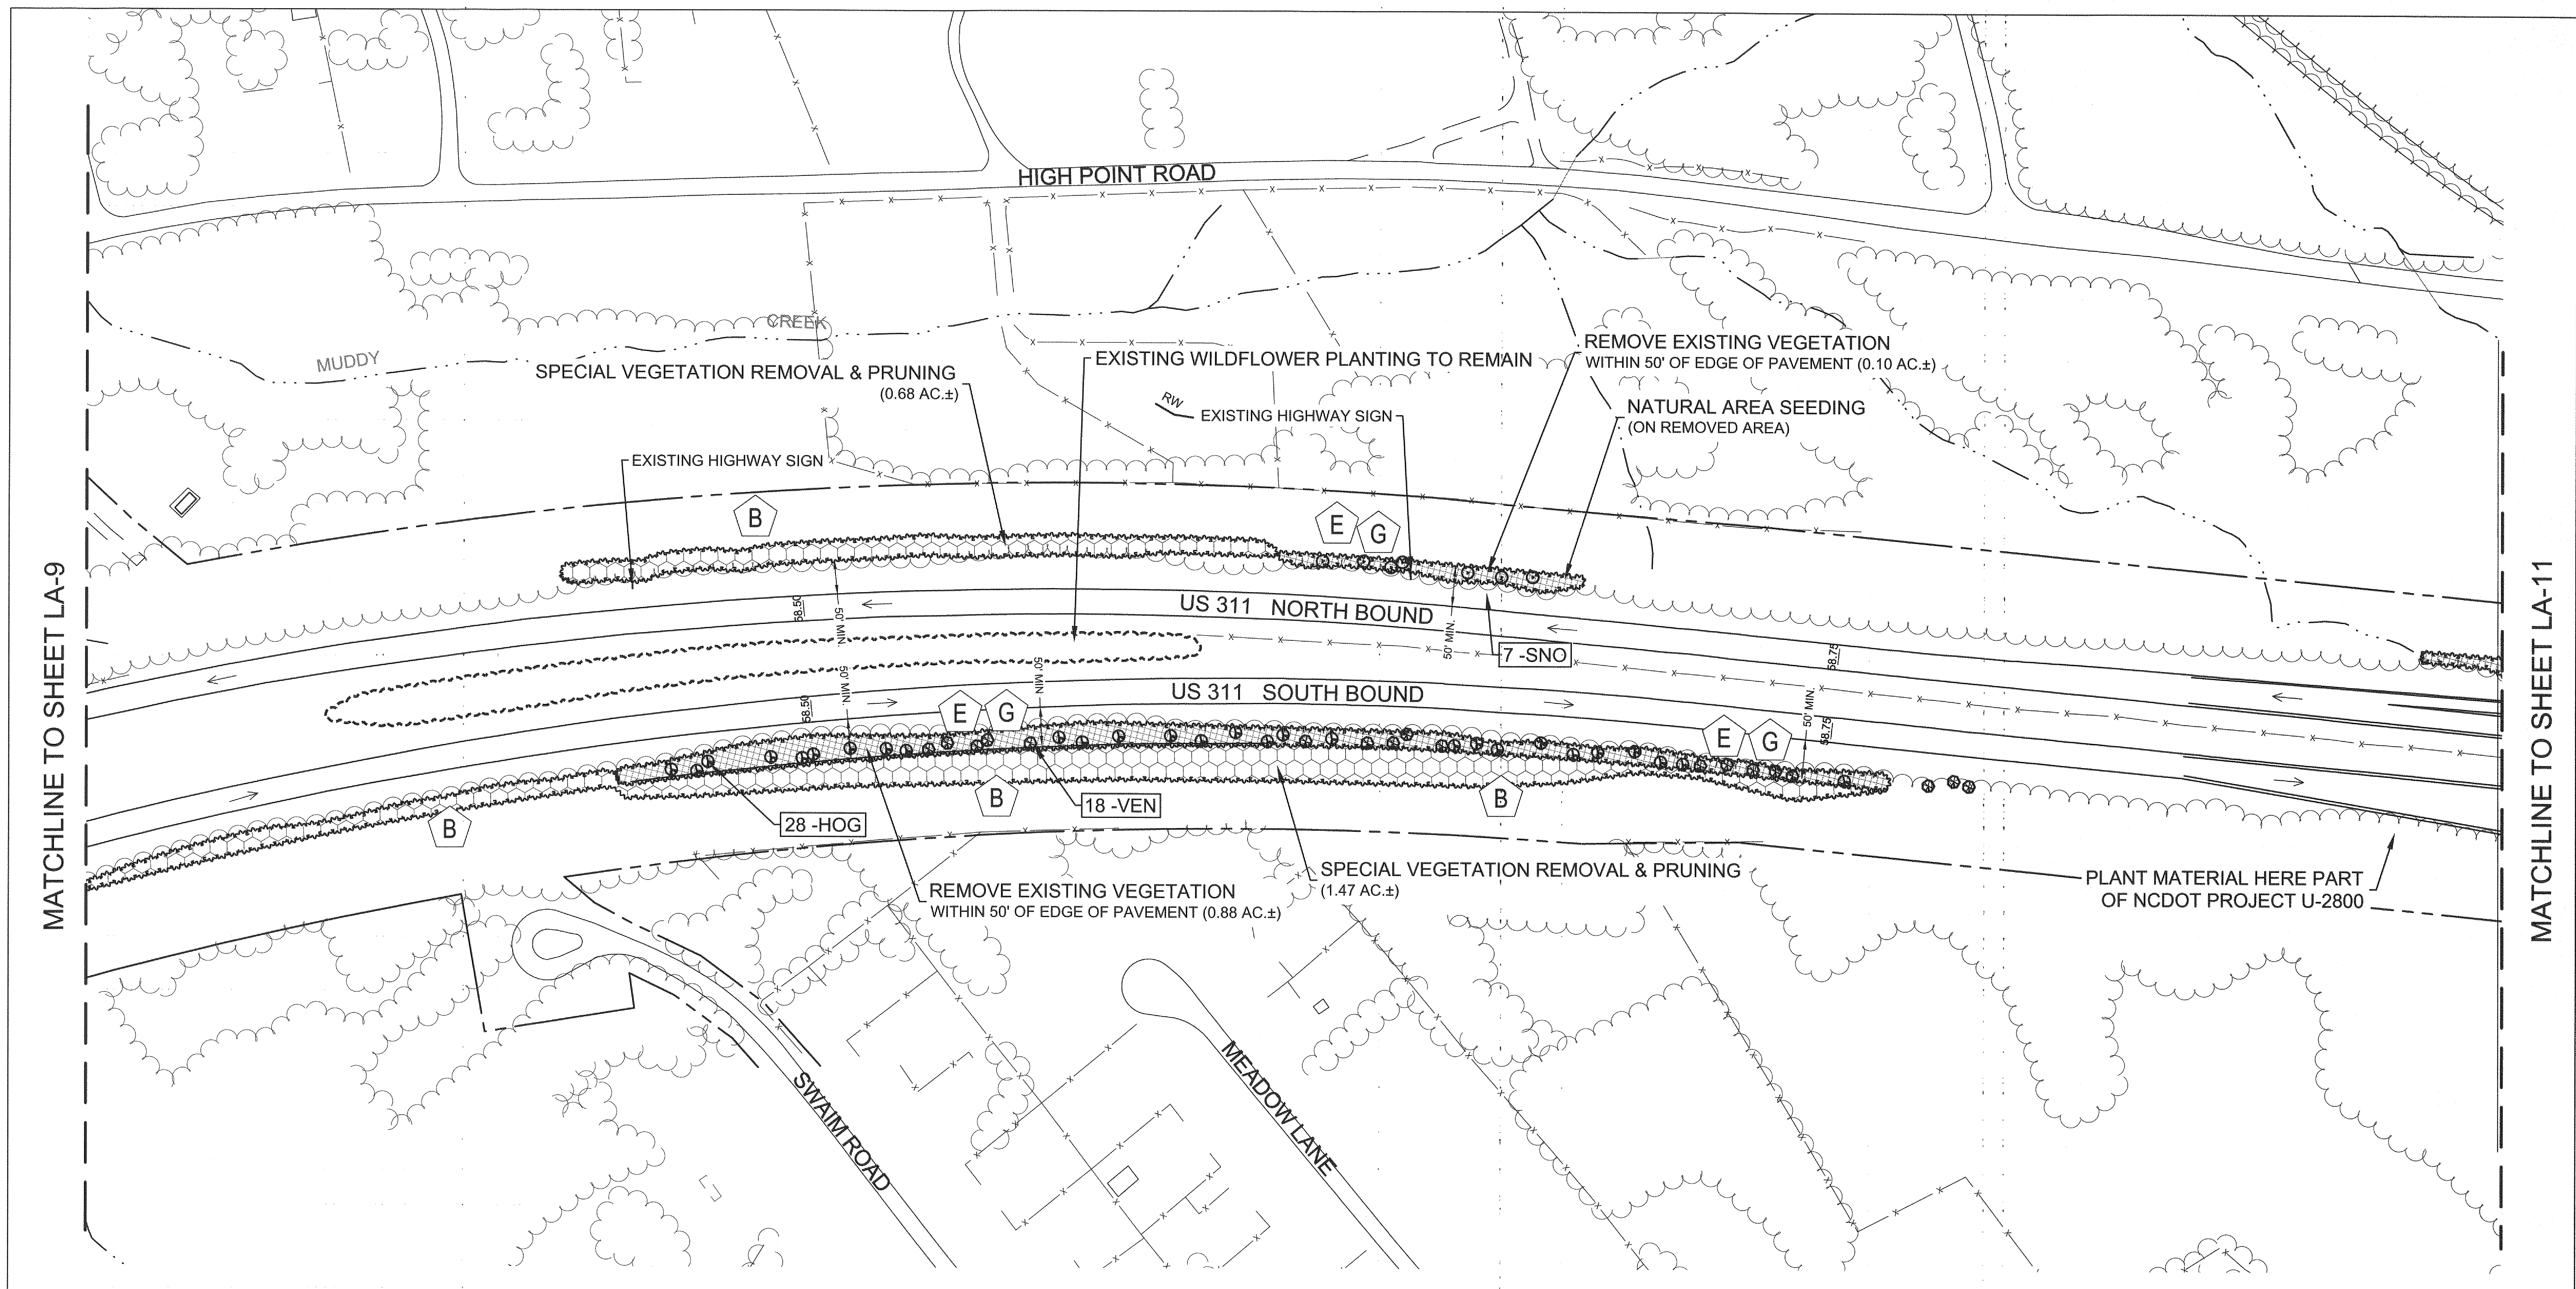 HIGH POINT ROAD
CREEK
MUDDY
SPECIAL VEGETATION REMOVAL & PRUNING
(0.68 AC.±)
EXISTING WILDFLOWER PLANTING TO REMAIN
REMOVE EXISTING VEGETATION
WITHIN 50' OF EDGE OF PAVEMENT (0.10 AC.±)
RW
EXISTING HIGHWAY SIGN
NATURAL AREA SEEDING
(ON REMOVED AREA)
EXISTING HIGHWAY SIGN
B
E
G
MATCHLINE TO SHEET LA-9
MATCHLINE TO SHEET LA-11
58.50
50' MIN.
US 311 NORTH BOUND
50' MIN.
7 -SNO
58.75
50' MIN.
50' MIN.
58.50
US 311 SOUTH BOUND
E
G
50' MIN.
58.75
E
G
B
B
B
18 -VEN
28 -HOG
SPECIAL VEGETATION REMOVAL & PRUNING
(1.47 AC.±)
REMOVE EXISTING VEGETATION
WITHIN 50' OF EDGE OF PAVEMENT (0.88 AC.±)
PLANT MATERIAL HERE PART
OF NCDOT PROJECT U-2800
SWAIM ROAD
MEADOW LANE